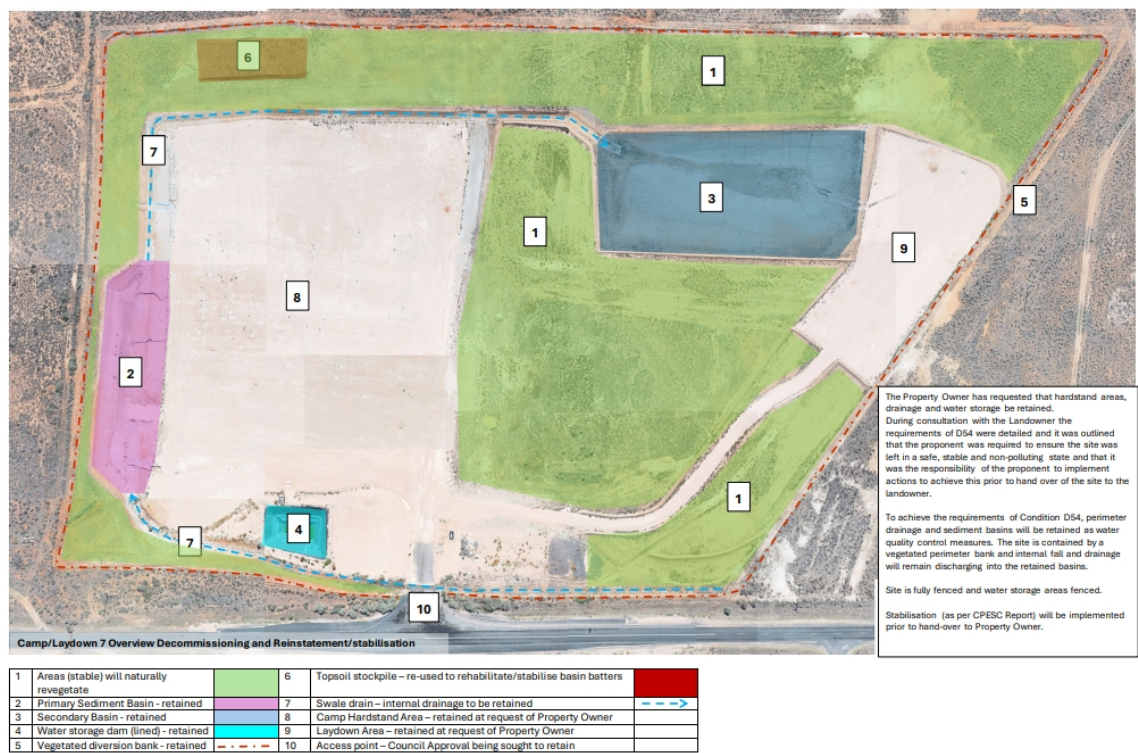 6
1
7
3
5
1
9
8
2
The Property Owner has requested that hardstand areas,
drainage and water storage be retained.
During consultation with the Landowner the
requirements of D54 were detailed and it was outlined
that the proponent was required to ensure the site was
left in a safe, stable and non-polluting state and that it
was the responsibility of the proponent to implement
actions to achieve this prior to hand over of the site to the
landowner.
To achieve the requirements of Condition D54, perimeter
drainage and sediment basins will be retained as water
quality control measures. The site is contained by a
vegetated perimeter bank and internal fall and drainage
will remain discharging into the retained basins.
Site is fully fenced and water storage areas fenced.
Stabilisation (as per CPESC Report) will be implemented
prior to hand-over to Property Owner.
1
4
7
10
Camp/Laydown 7 Overview Decommissioning and Reinstatement/stabilisation
1 Areas (stable) will naturally
revegetate
6 Topsoil stockpile – re-used to rehabilitate/stabilise basin batters
2 Primary Sediment Basin - retained 7 Swale drain – internal drainage to be retained
3 Secondary Basin - retained 8 Camp Hardstand Area – retained at request of Property Owner
4 Water storage dam (lined) - retained 9 Laydown Area – retained at request of Property Owner
5 Vegetated diversion bank - retained 10 Access point – Council Approval being sought to retain